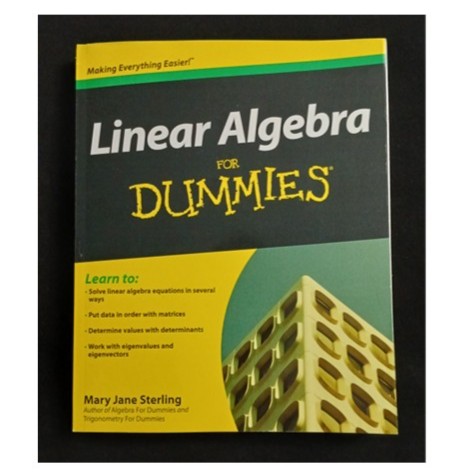 Making Everything Easier!™
Linear Algebra
FOR
DUMMIES®
Learn to:
• Solve linear algebra equations in several
ways
• Put data in order with matrices
• Determine values with determinants
• Work with eigenvalues and
eigenvectors
Mary Jane Sterling
Author of Algebra For Dummies and
Trigonometry For Dummies